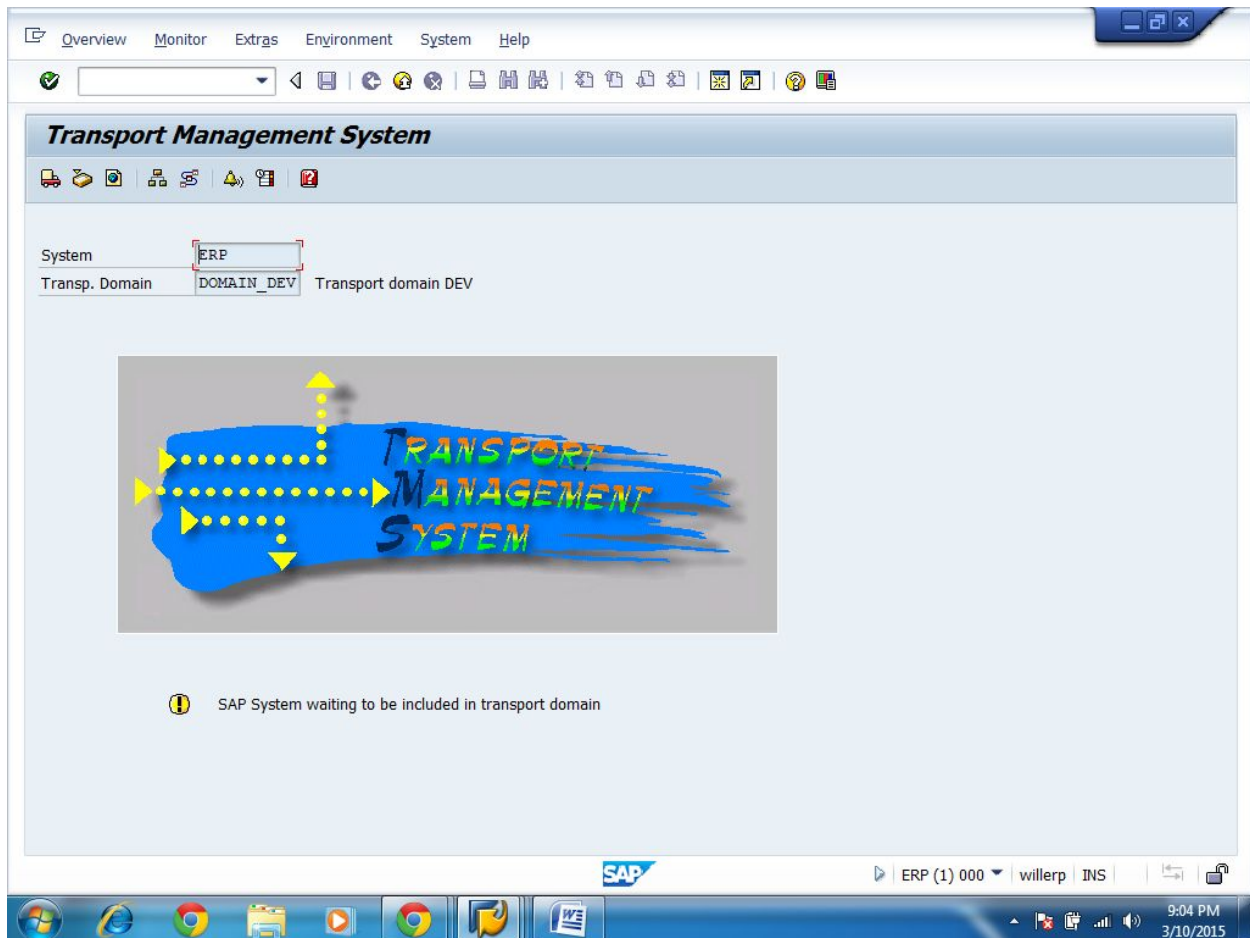 Overview Monitor Extras Environment System Help
Transport Management System
System ERP
Transp. Domain DOMAIN_DEV Transport domain DEV
TRANSPORT
MANAGEMENT
SYSTEM
SAP System waiting to be included in transport domain
SAP ERP (1) 000 willerp INS
9:04 PM
3/10/2015